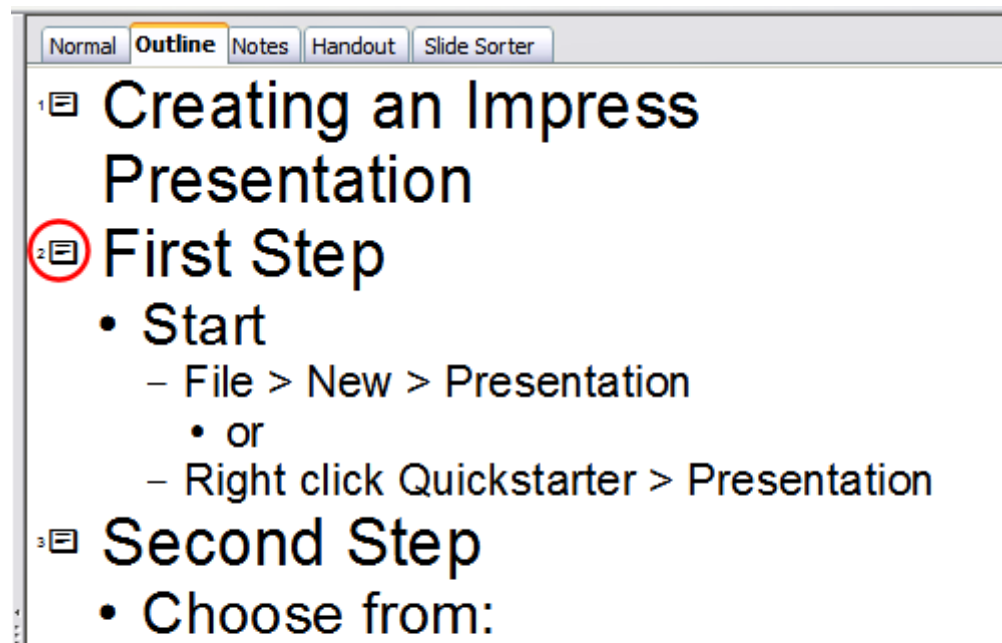 Normal Outline Notes Handout Slide Sorter
1 Creating an Impress
Presentation
2 First Step
• Start
– File > New > Presentation
• or
– Right click Quickstarter > Presentation
3 Second Step
• Choose from: